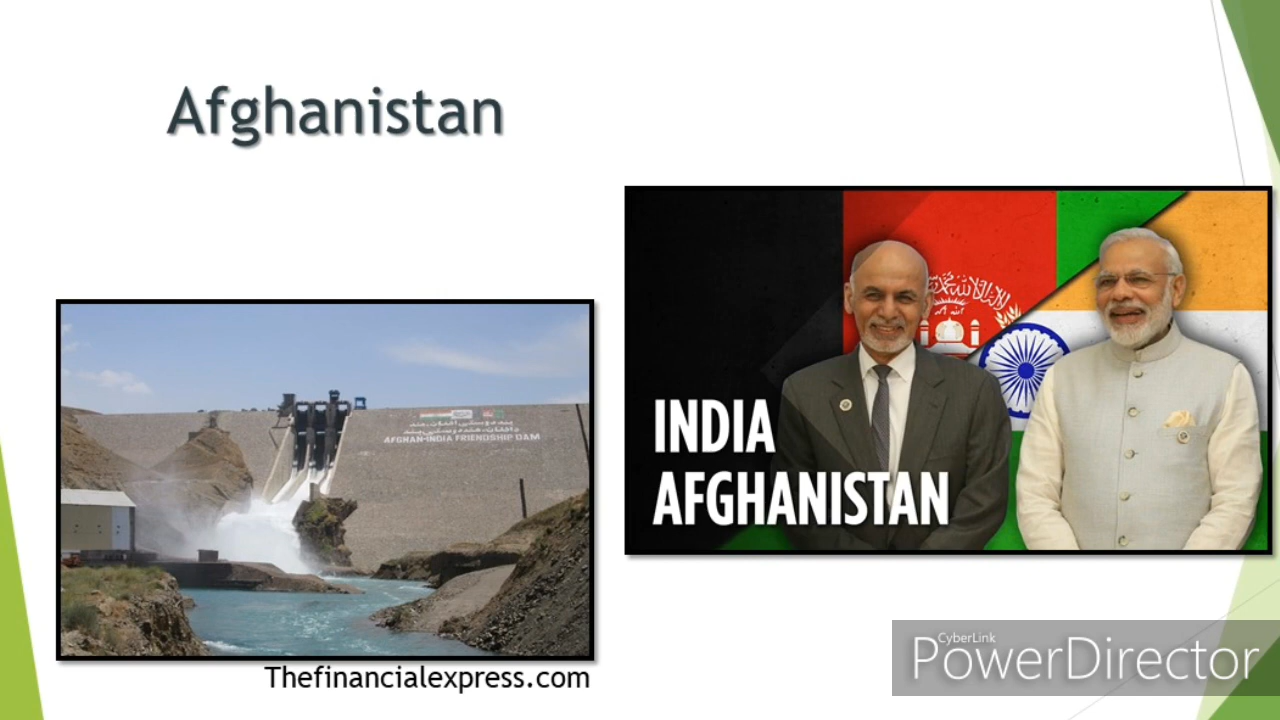 Afghanistan
AFGHAN-INDIA FRIENDSHIP DAM
Thefinancialexpress.com
INDIA
AFGHANISTAN
CyberLink
PowerDirector